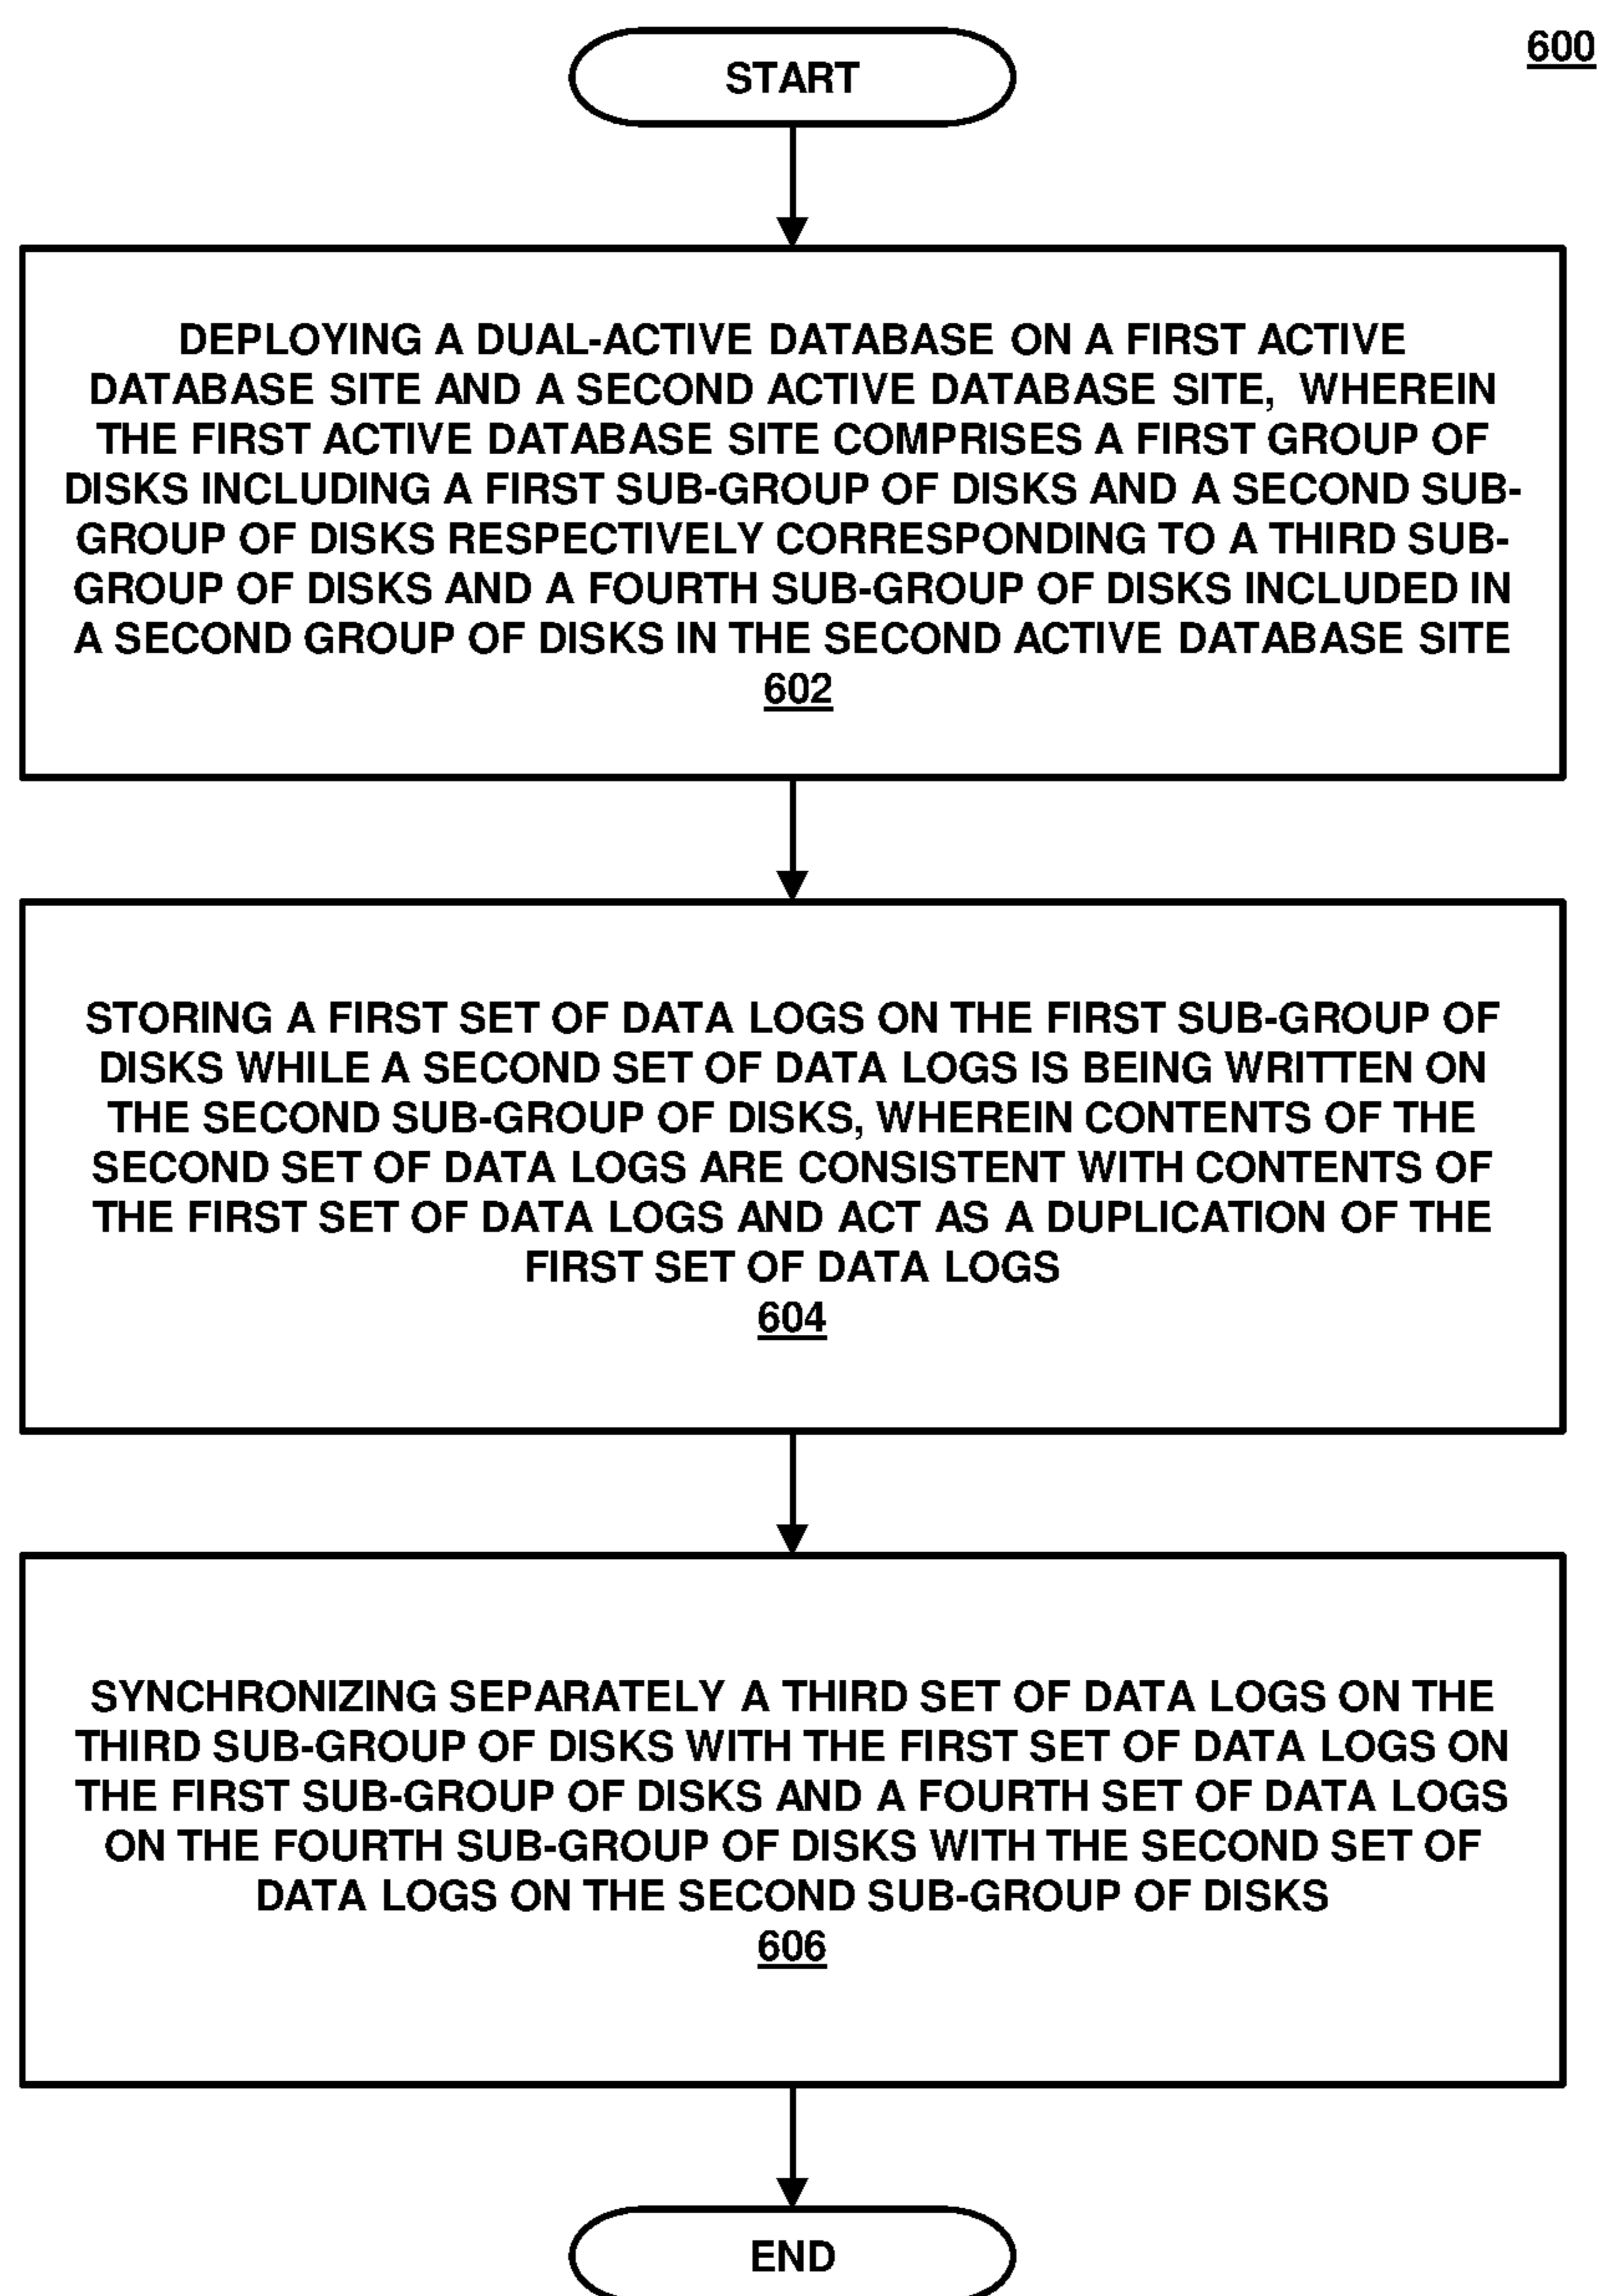 600
START
DEPLOYING A DUAL-ACTIVE DATABASE ON A FIRST ACTIVE
DATABASE SITE AND A SECOND ACTIVE DATABASE SITE, WHEREIN
THE FIRST ACTIVE DATABASE SITE COMPRISES A FIRST GROUP OF
DISKS INCLUDING A FIRST SUB-GROUP OF DISKS AND A SECOND SUB-
GROUP OF DISKS RESPECTIVELY CORRESPONDING TO A THIRD SUB-
GROUP OF DISKS AND A FOURTH SUB-GROUP OF DISKS INCLUDED IN
A SECOND GROUP OF DISKS IN THE SECOND ACTIVE DATABASE SITE
602
STORING A FIRST SET OF DATA LOGS ON THE FIRST SUB-GROUP OF
DISKS WHILE A SECOND SET OF DATA LOGS IS BEING WRITTEN ON
THE SECOND SUB-GROUP OF DISKS, WHEREIN CONTENTS OF THE
SECOND SET OF DATA LOGS ARE CONSISTENT WITH CONTENTS OF
THE FIRST SET OF DATA LOGS AND ACT AS A DUPLICATION OF THE
FIRST SET OF DATA LOGS
604
SYNCHRONIZING SEPARATELY A THIRD SET OF DATA LOGS ON THE
THIRD SUB-GROUP OF DISKS WITH THE FIRST SET OF DATA LOGS ON
THE FIRST SUB-GROUP OF DISKS AND A FOURTH SET OF DATA LOGS
ON THE FOURTH SUB-GROUP OF DISKS WITH THE SECOND SET OF
DATA LOGS ON THE SECOND SUB-GROUP OF DISKS
606
END